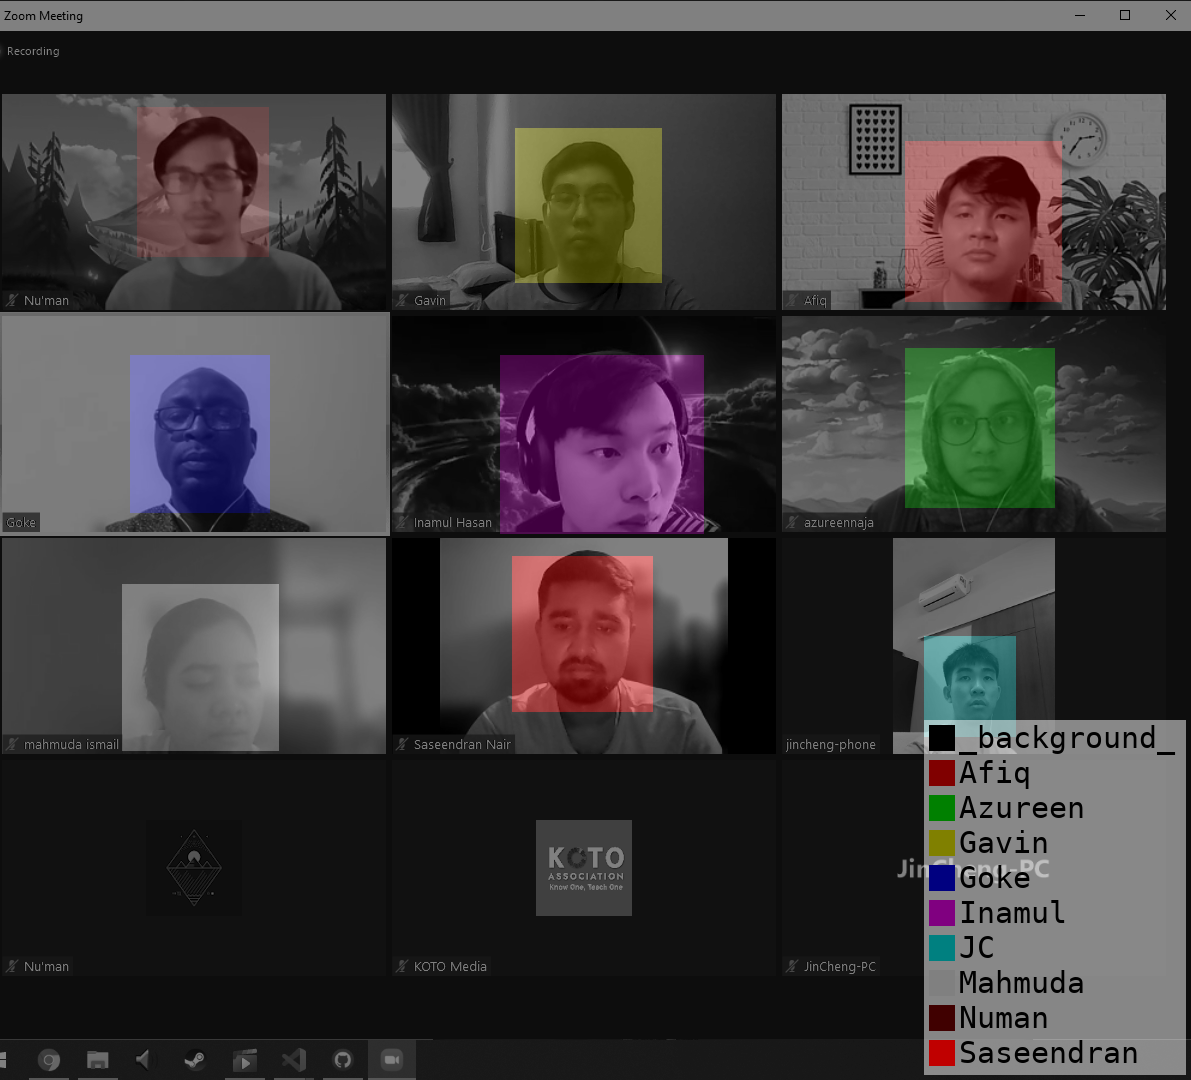 Zoom Meeting
Recording
Nu'man
Gavin
Afiq
Goke
Inamul Hasan
azureennaja
mahmuda ismail
Saseendran Nair
jincheng-phone
KOTO
ASSOCIATION
Know One, Teach One
JinCheng-PC
Nu'man
KOTO Media
JinCheng-PC
_background_
Afiq
Azureen
Gavin
Goke
Inamul
JC
Mahmuda
Numan
Saseendran